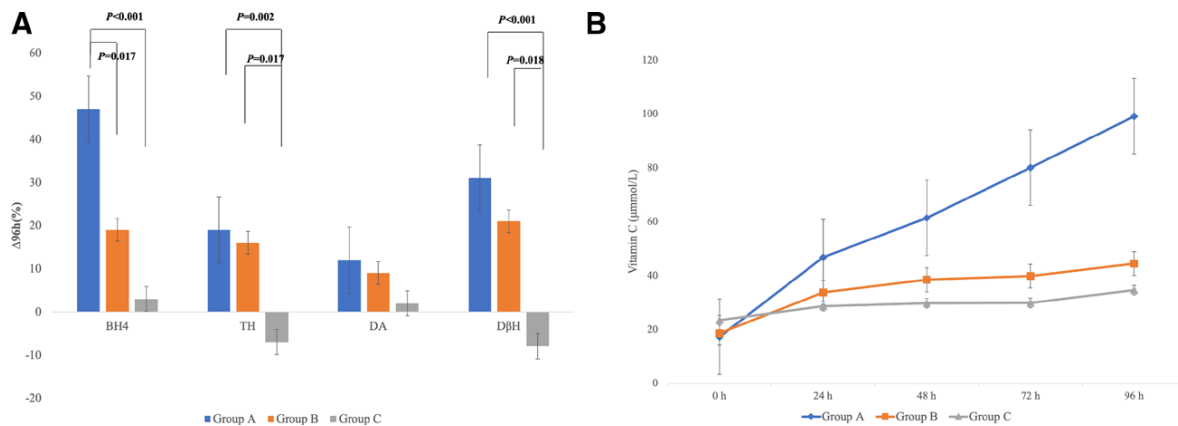 A
P<0.001
P=0.017
P=0.002
P=0.017
P<0.001
P=0.018
Δ96h(%)
60
50
40
30
20
10
0
-10
-20
BH4
TH
DA
DβH
Group A
Group B
Group C
B
Vitamin C (μmmol/L)
120
100
80
60
40
20
0
0 h
24 h
48 h
72 h
96 h
Group A
Group B
Group C